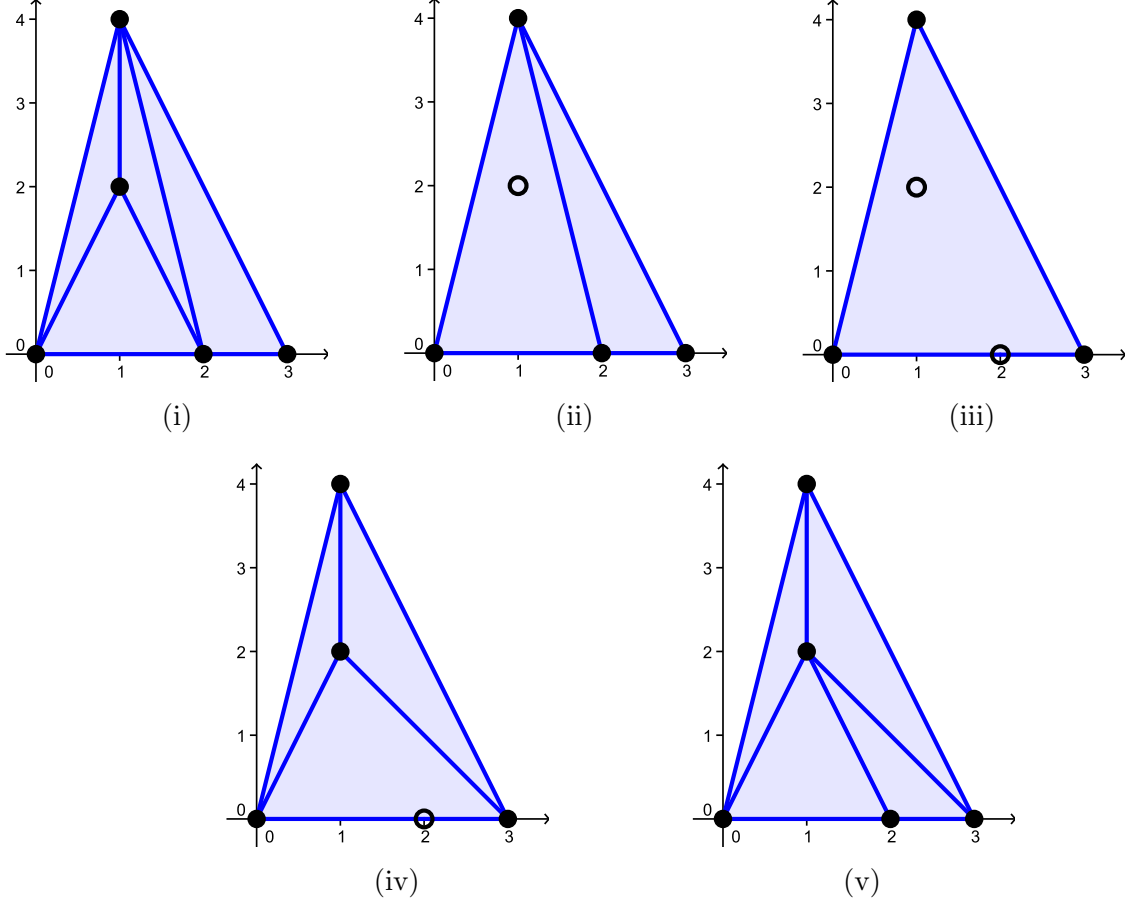 4 4 4
3 3 3
2 2 2
1 1 1
0 0 0
0 1 2 3 0 1 2 3 0 1 2 3
(i) (ii) (iii)
4 4
3 3
2 2
1 1
0 0
0 1 2 3 0 1 2 3
(iv) (v)